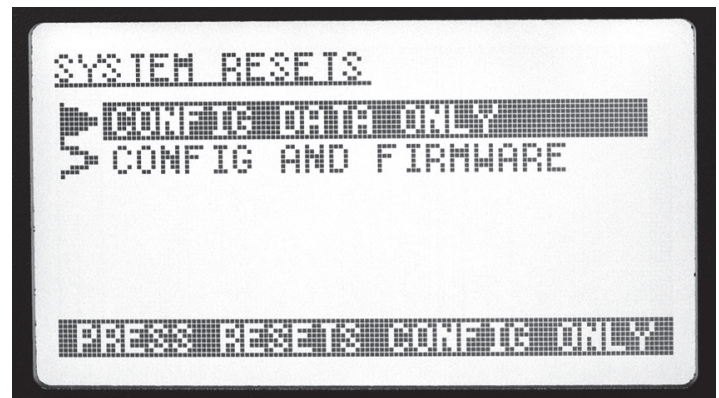 SYSTEM RESETS
CONFIG DATA ONLY
CONFIG AND FIRMWARE
PRESS RESETS CONFIG ONLY